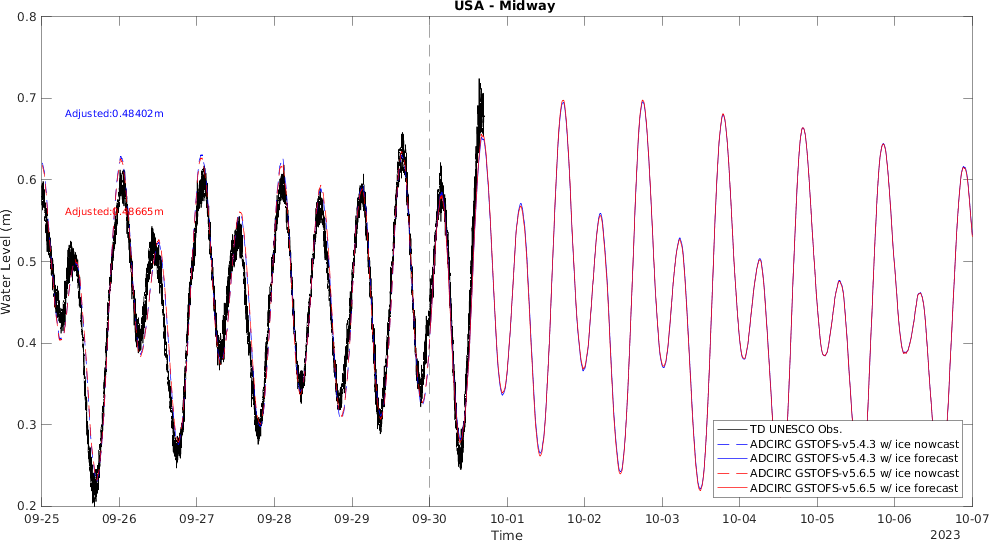 USA - Midway
0.8
0.7
0.6
0.5
0.4
0.3
0.2
Water Level (m)
Adjusted:0.48402m
Adjusted:0.48665m
TD UNESCO Obs.
ADCIRC GSTOFS-v5.4.3 w/ ice nowcast
ADCIRC GSTOFS-v5.4.3 w/ ice forecast
ADCIRC GSTOFS-v5.6.5 w/ ice nowcast
ADCIRC GSTOFS-v5.6.5 w/ ice forecast
09-25 09-26 09-27 09-28 09-29 09-30 10-01 10-02 10-03 10-04 10-05 10-06 10-07
Time
2023